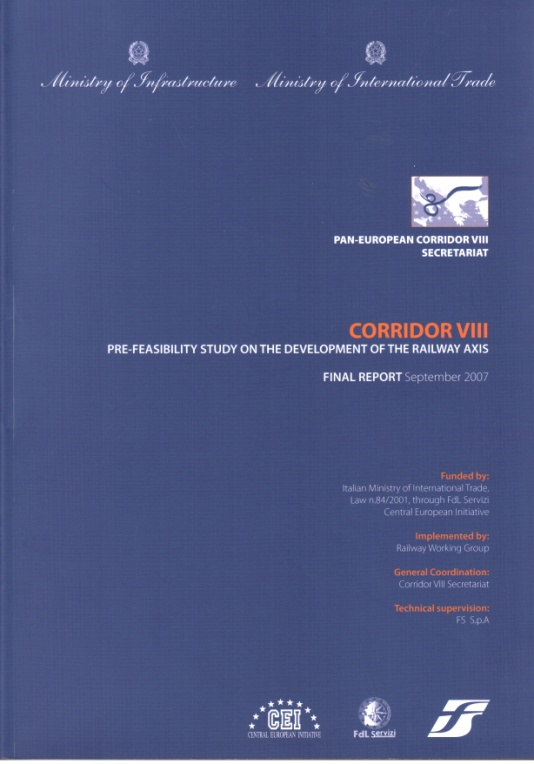 Ministry of Infrastructure Ministry of International Trade
PAN-EUROPEAN CORRIDOR VIII
SECRETARIAT
CORRIDOR VIII
PRE-FEASIBILITY STUDY ON THE DEVELOPMENT OF THE RAILWAY AXIS
FINAL REPORT September 2007
Funded by:
Italian Ministry of International Trade,
Law n.84/2001, through FdL Servizi
Central European Initiative
Implemented by:
Railway Working Group
General Coordination:
Corridor VIII Secretariat
Technical supervision:
FS S.p.A
CEI
CENTRAL EUROPEAN INITIATIVE
FdL Servizi
FS